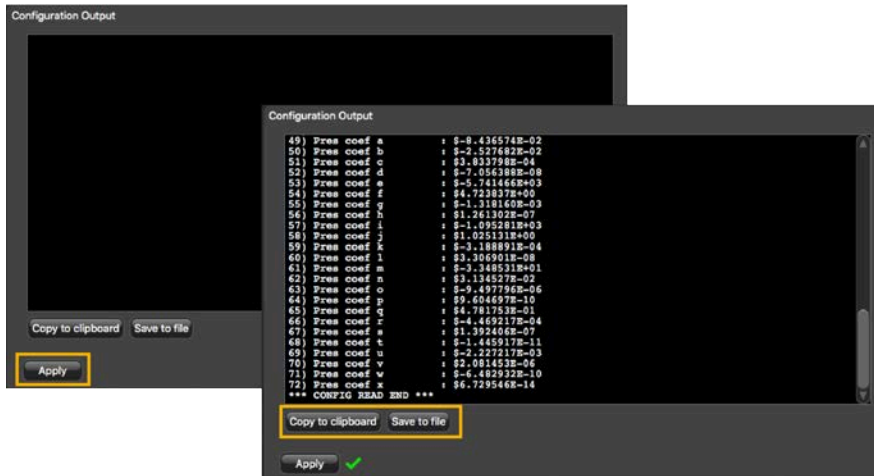 Configuration Output
Copy to clipboard Save to file
Apply
Configuration Output
49) Pres coef a : $-8.436574E-02
50) Pres coef b : $-2.527682E-02
51) Pres coef c : $3.833798E-04
52) Pres coef d : $-7.056388E-08
53) Pres coef e : $-5.741466E+03
54) Pres coef f : $4.723837E+00
55) Pres coef g : $-1.318160E-03
56) Pres coef h : $1.261302E-07
57) Pres coef i : $-1.095281E+03
58) Pres coef j : $1.025131E+00
59) Pres coef k : $-3.188891E-04
60) Pres coef l : $3.306901E-08
61) Pres coef m : $-3.348531E+01
62) Pres coef n : $3.134527E-02
63) Pres coef o : $-9.497796E-06
64) Pres coef p : $9.604697E-10
65) Pres coef q : $4.781753E-01
66) Pres coef r : $-4.469217E-04
67) Pres coef s : $1.392406E-07
68) Pres coef t : $-1.445917E-11
69) Pres coef u : $-2.227217E-03
70) Pres coef v : $2.081453E-06
71) Pres coef w : $-6.482932E-10
72) Pres coef x : $6.729546E-14
*** CONFIG READ END ***
Copy to clipboard Save to file
Apply